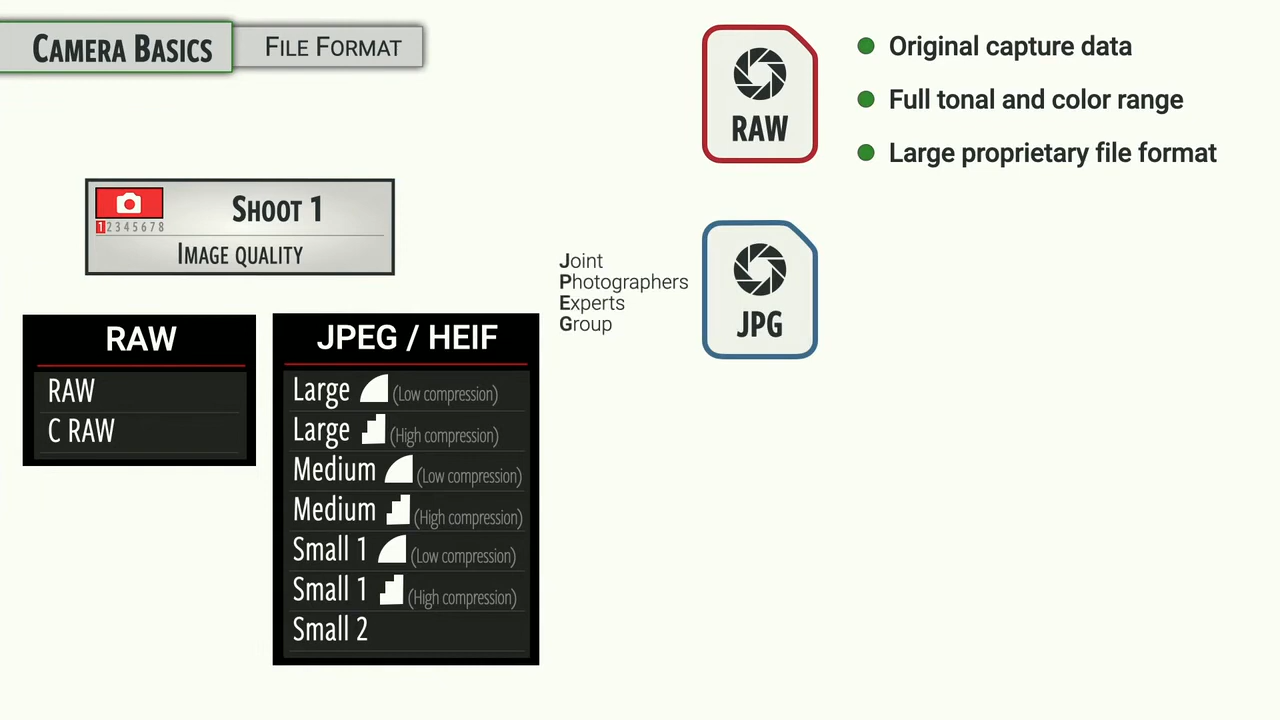 CAMERA BASICS
FILE FORMAT
SHOOT 1
1 2 3 4 5 6 7 8
IMAGE QUALITY
RAW
RAW
C RAW
JPEG / HEIF
Large (Low compression)
Large (High compression)
Medium (Low compression)
Medium (High compression)
Small 1 (Low compression)
Small 1 (High compression)
Small 2
RAW
Original capture data
Full tonal and color range
Large proprietary file format
Joint
Photographers
Experts
Group
JPG